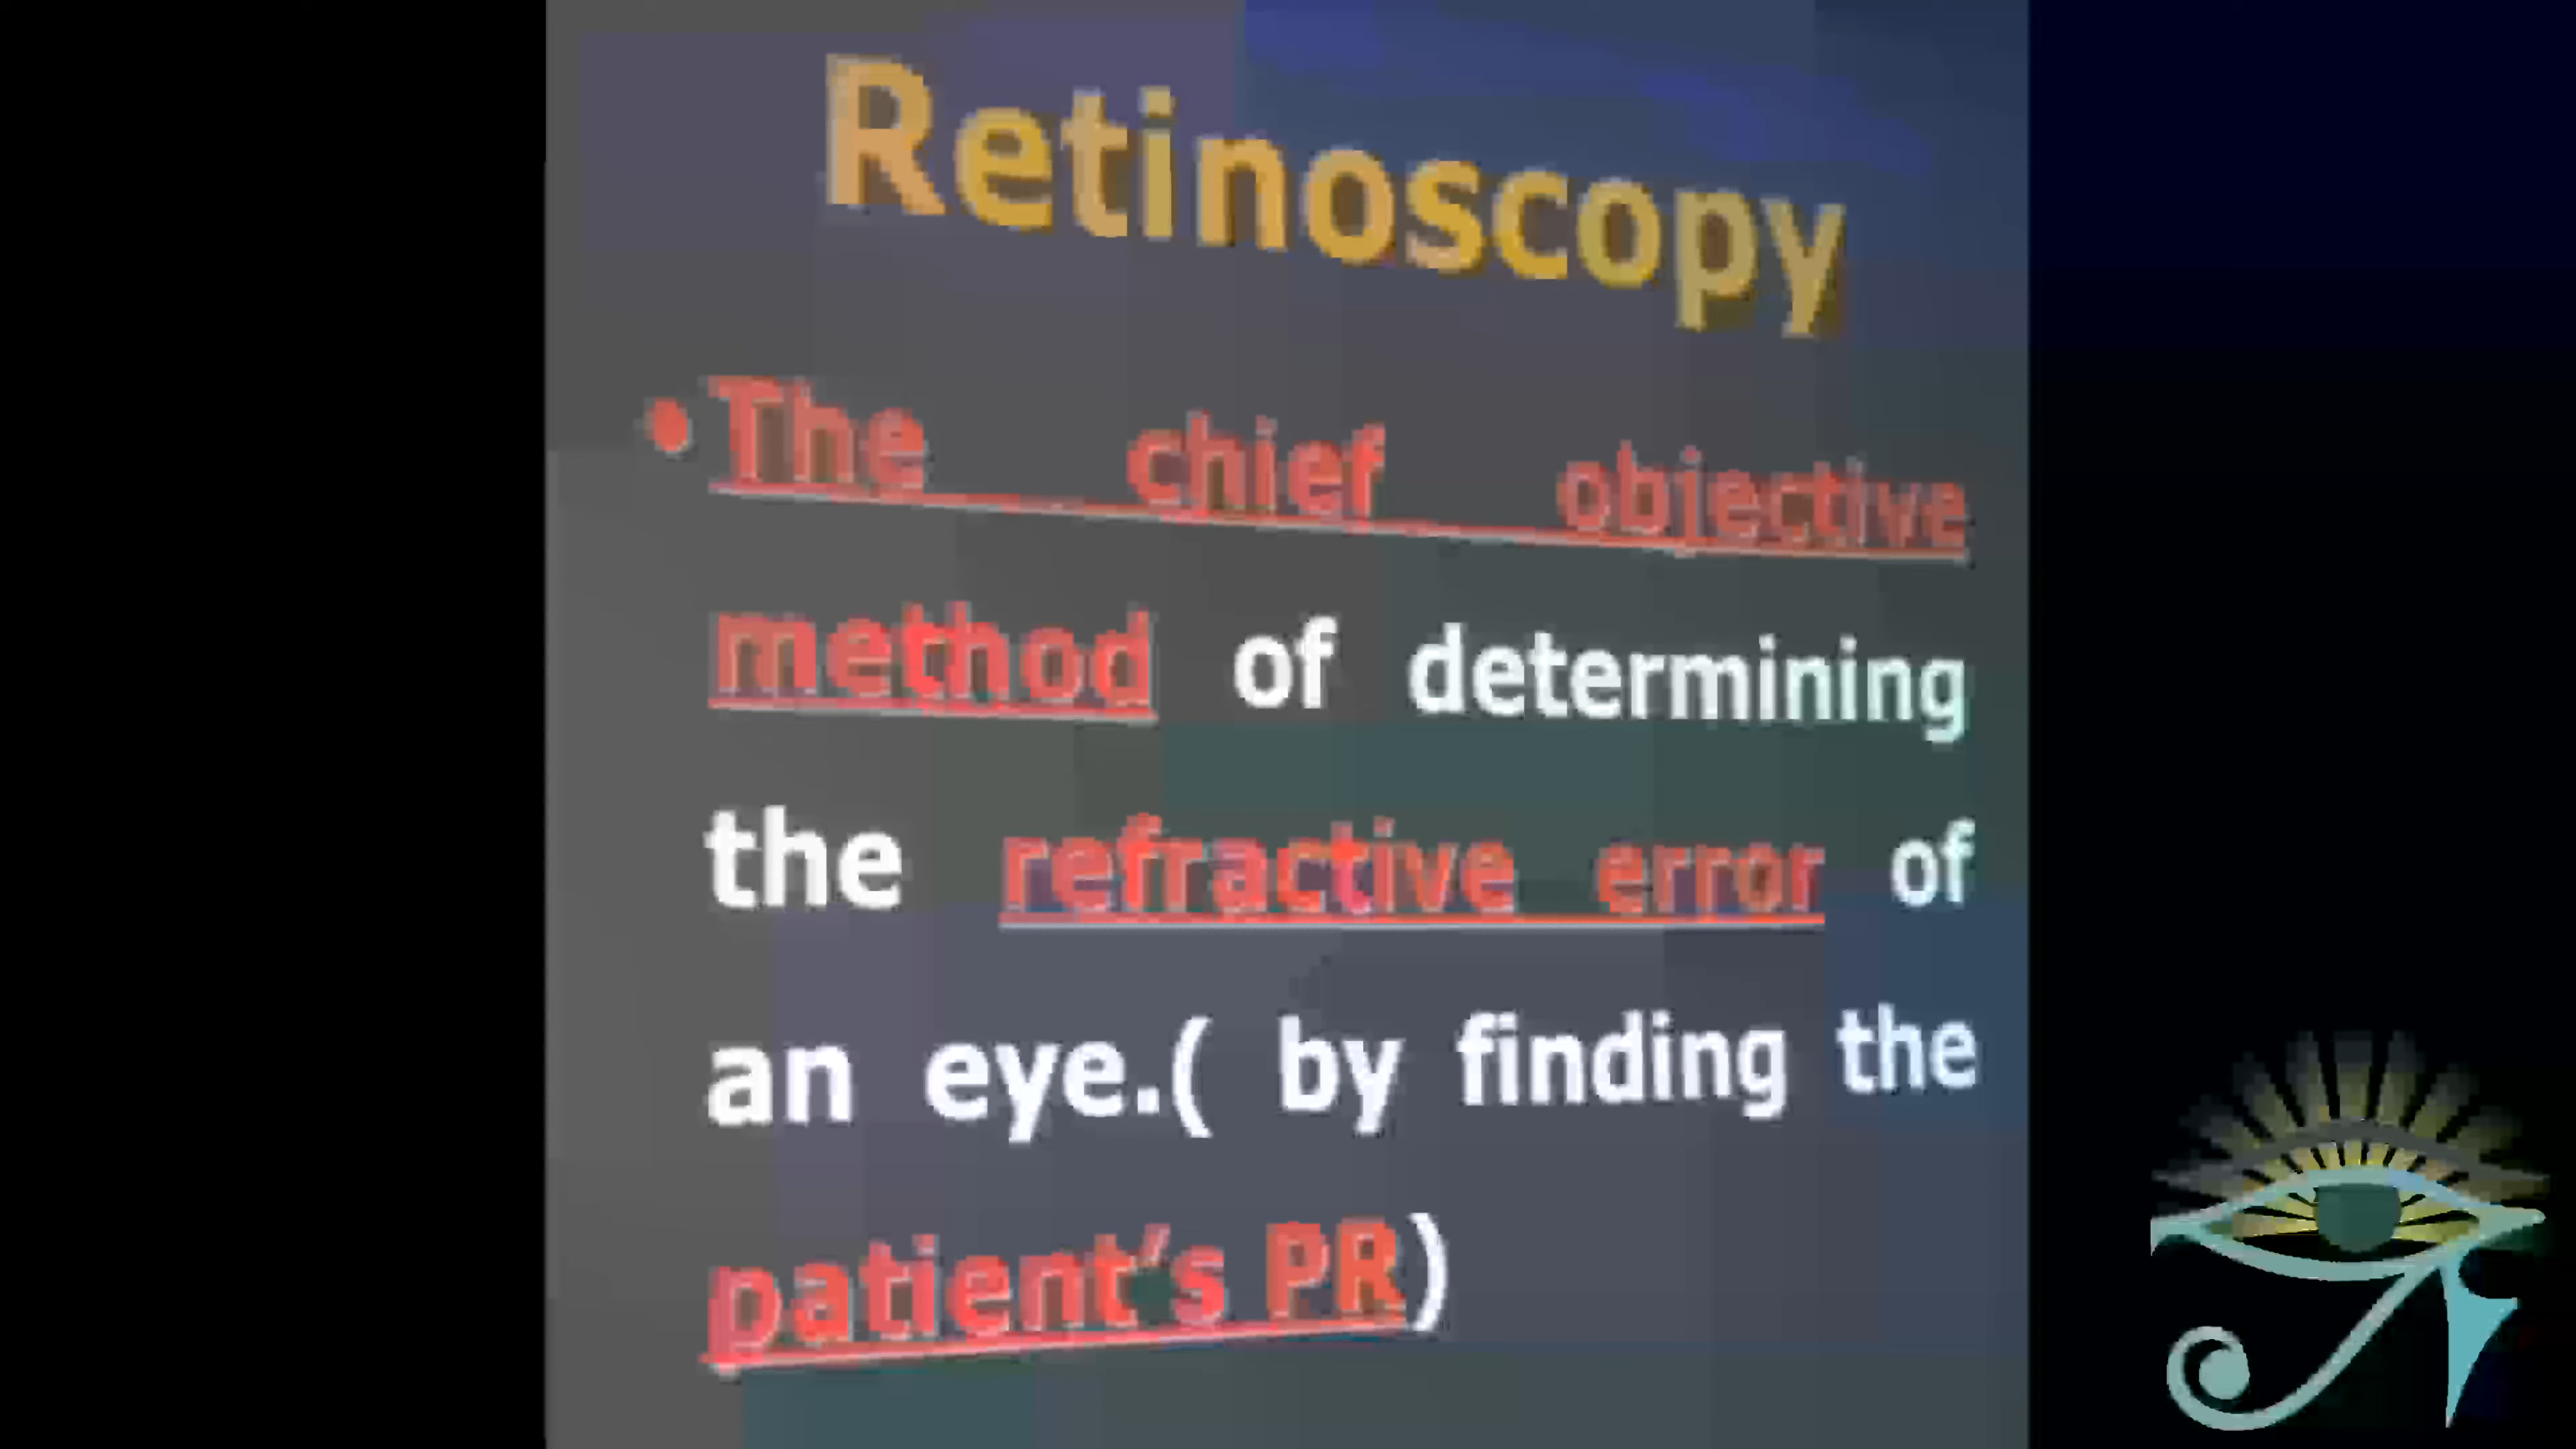 Retinoscopy
• The chief objective
method of determining
the refractive error of
an eye.( by finding the
patient's PR)